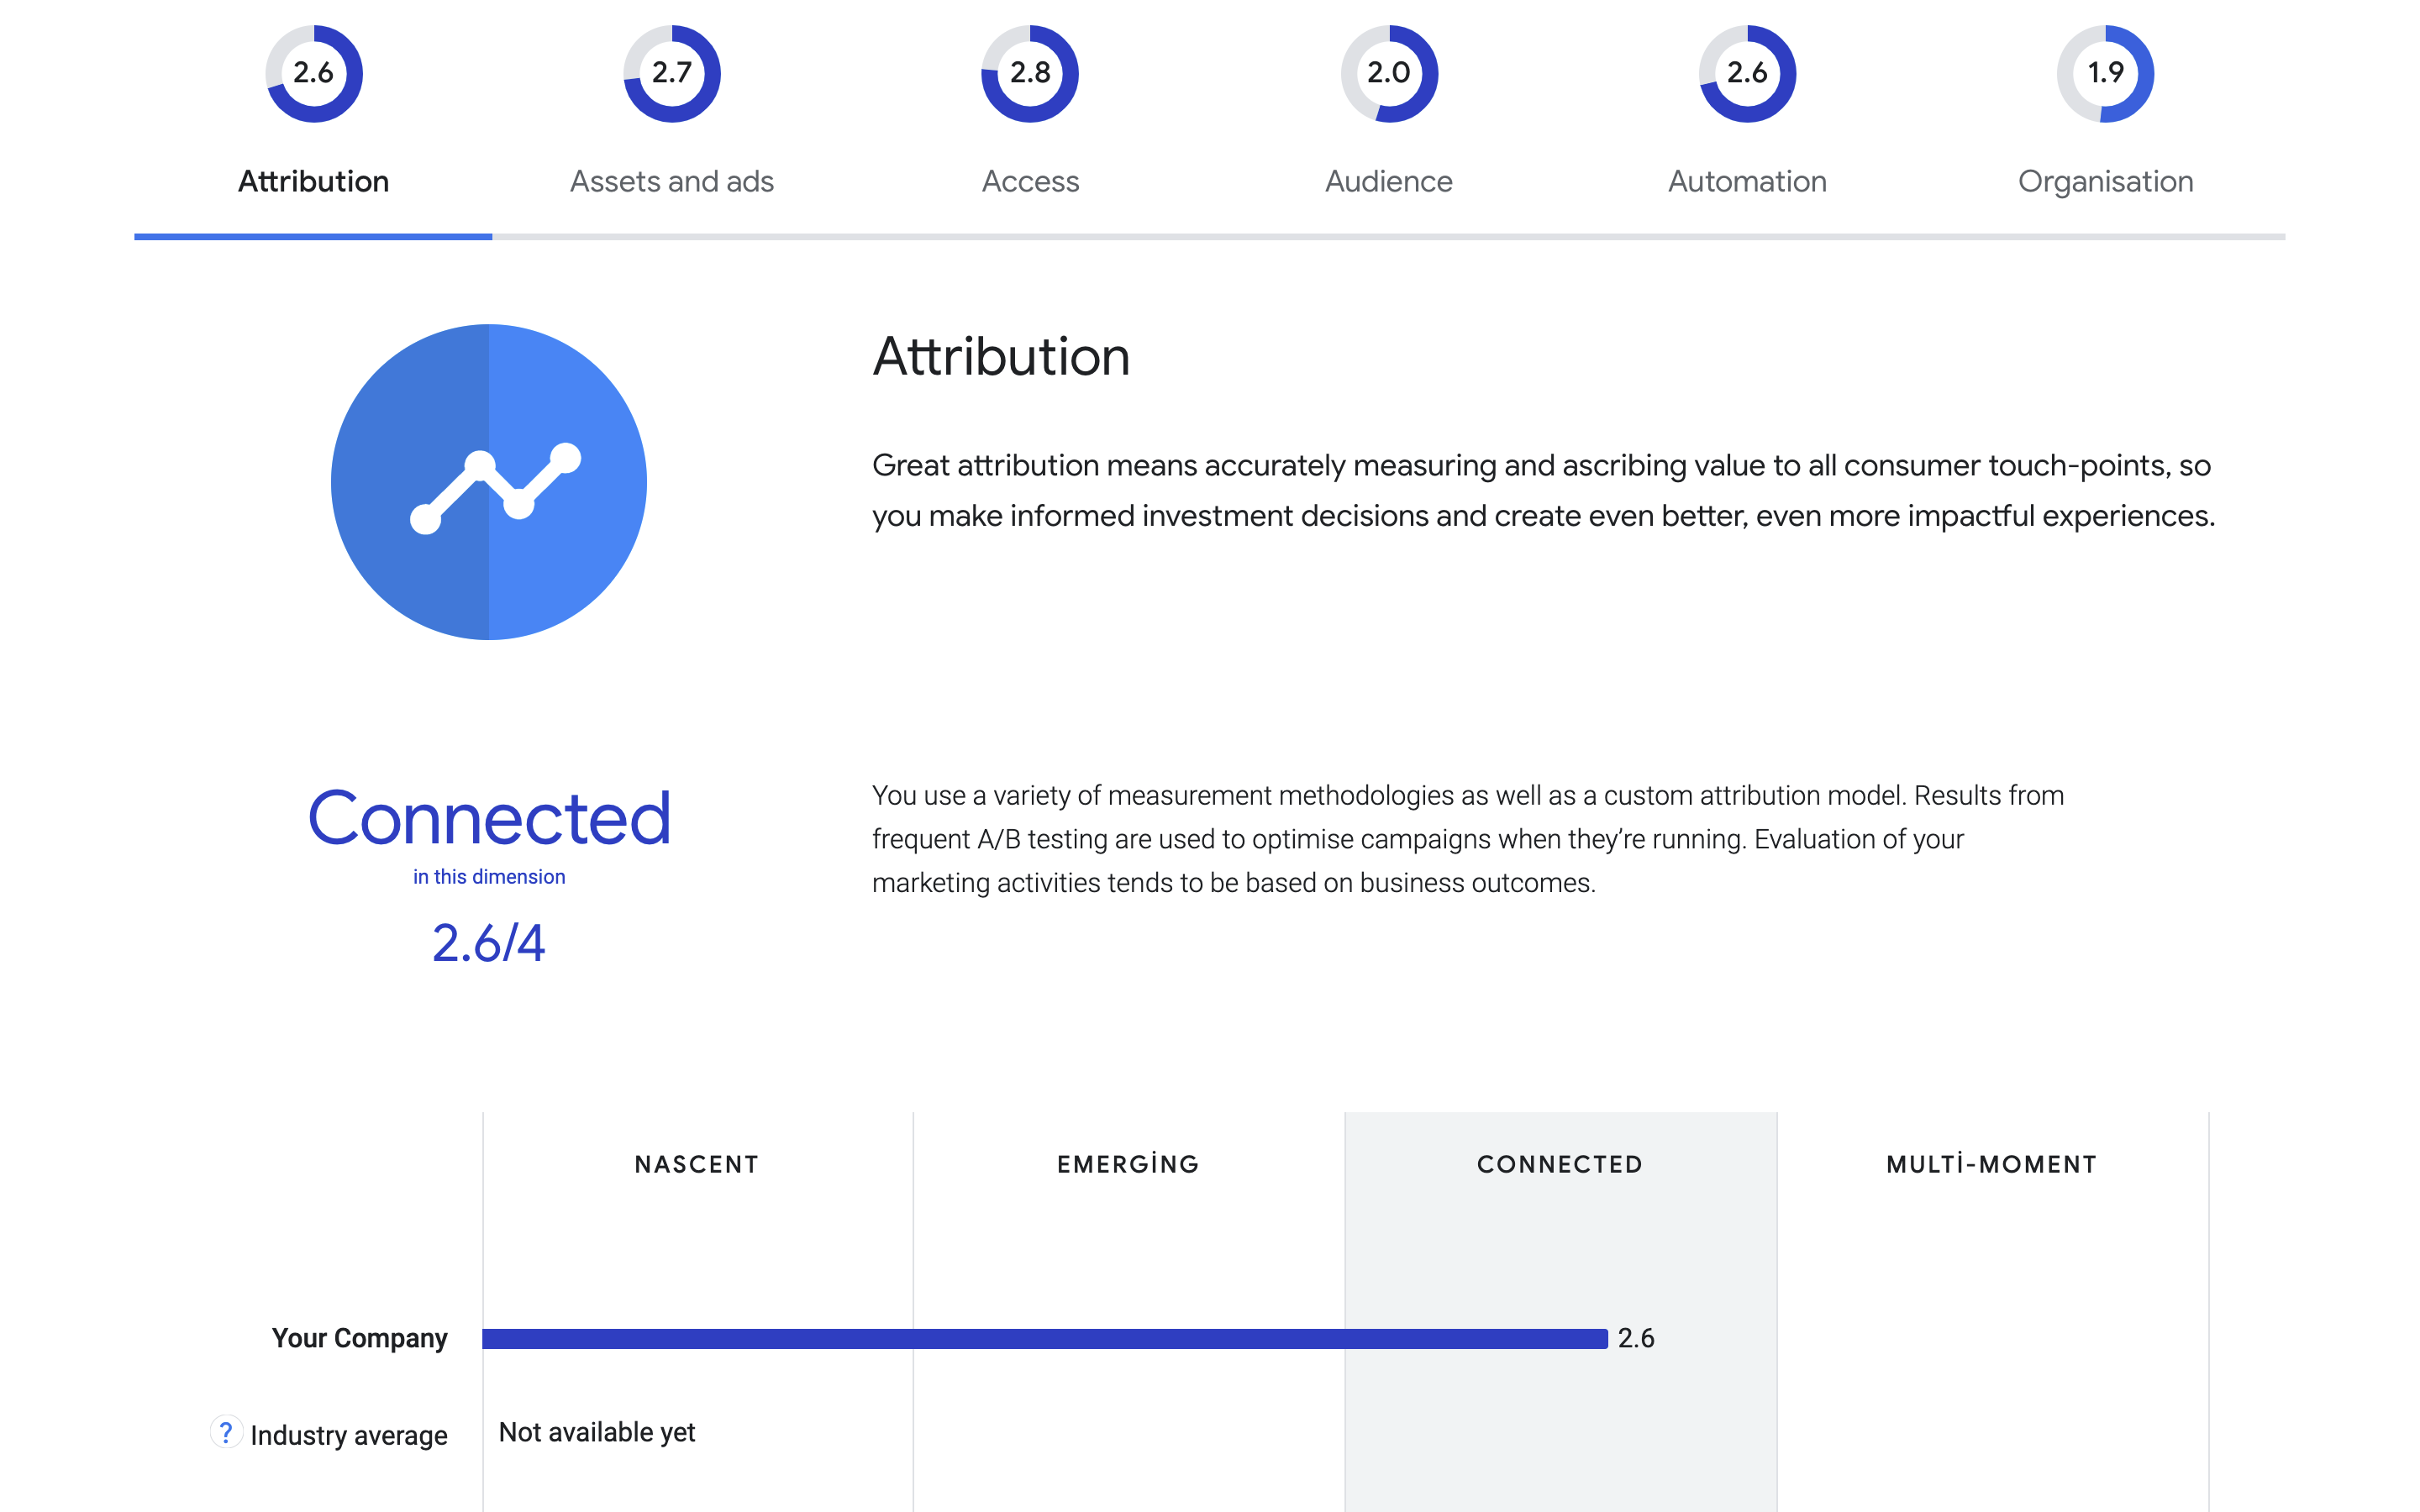 2.6
2.7
2.8
2.0
2.6
1.9
Attribution
Assets and ads
Access
Audience
Automation
Organisation
Attribution
Great attribution means accurately measuring and ascribing value to all consumer touch-points, so
you make informed investment decisions and create even better, even more impactful experiences.
Connected
in this dimension
2.6/4
You use a variety of measurement methodologies as well as a custom attribution model. Results from
frequent A/B testing are used to optimise campaigns when they’re running. Evaluation of your
marketing activities tends to be based on business outcomes.
NASCENT
EMERGİNG
CONNECTED
MULTİ-MOMENT
Your Company
2.6
? Industry average
Not available yet